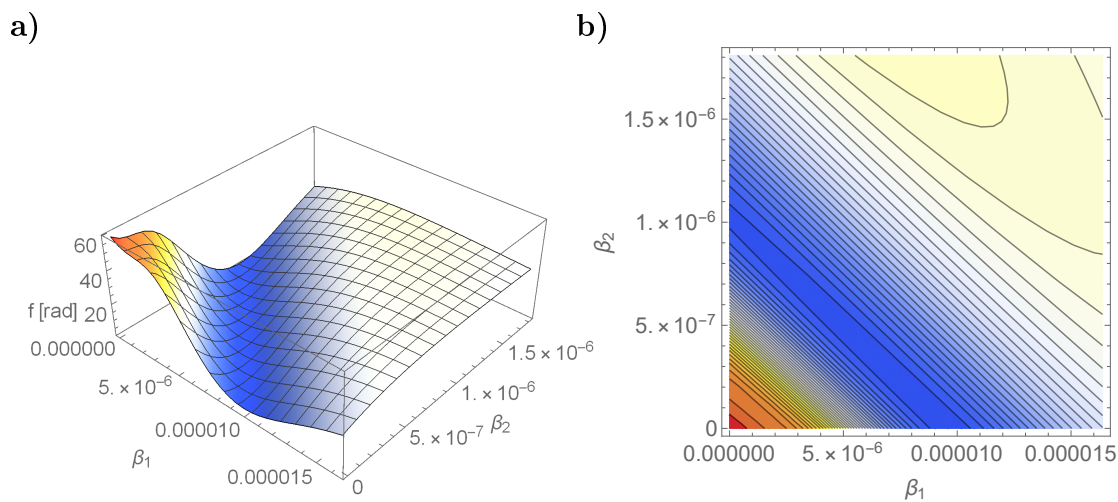 a)
60
40
f [rad] 20
0.000000
5. × 10⁻⁶
0.000010
0.000015
β₁
0
5. × 10⁻⁷
1. × 10⁻⁶
1.5 × 10⁻⁶
β₂
b)
1.5 × 10⁻⁶
1. × 10⁻⁶
5. × 10⁻⁷
0
β₂
0.000000 5. × 10⁻⁶ 0.000010 0.000015
β₁